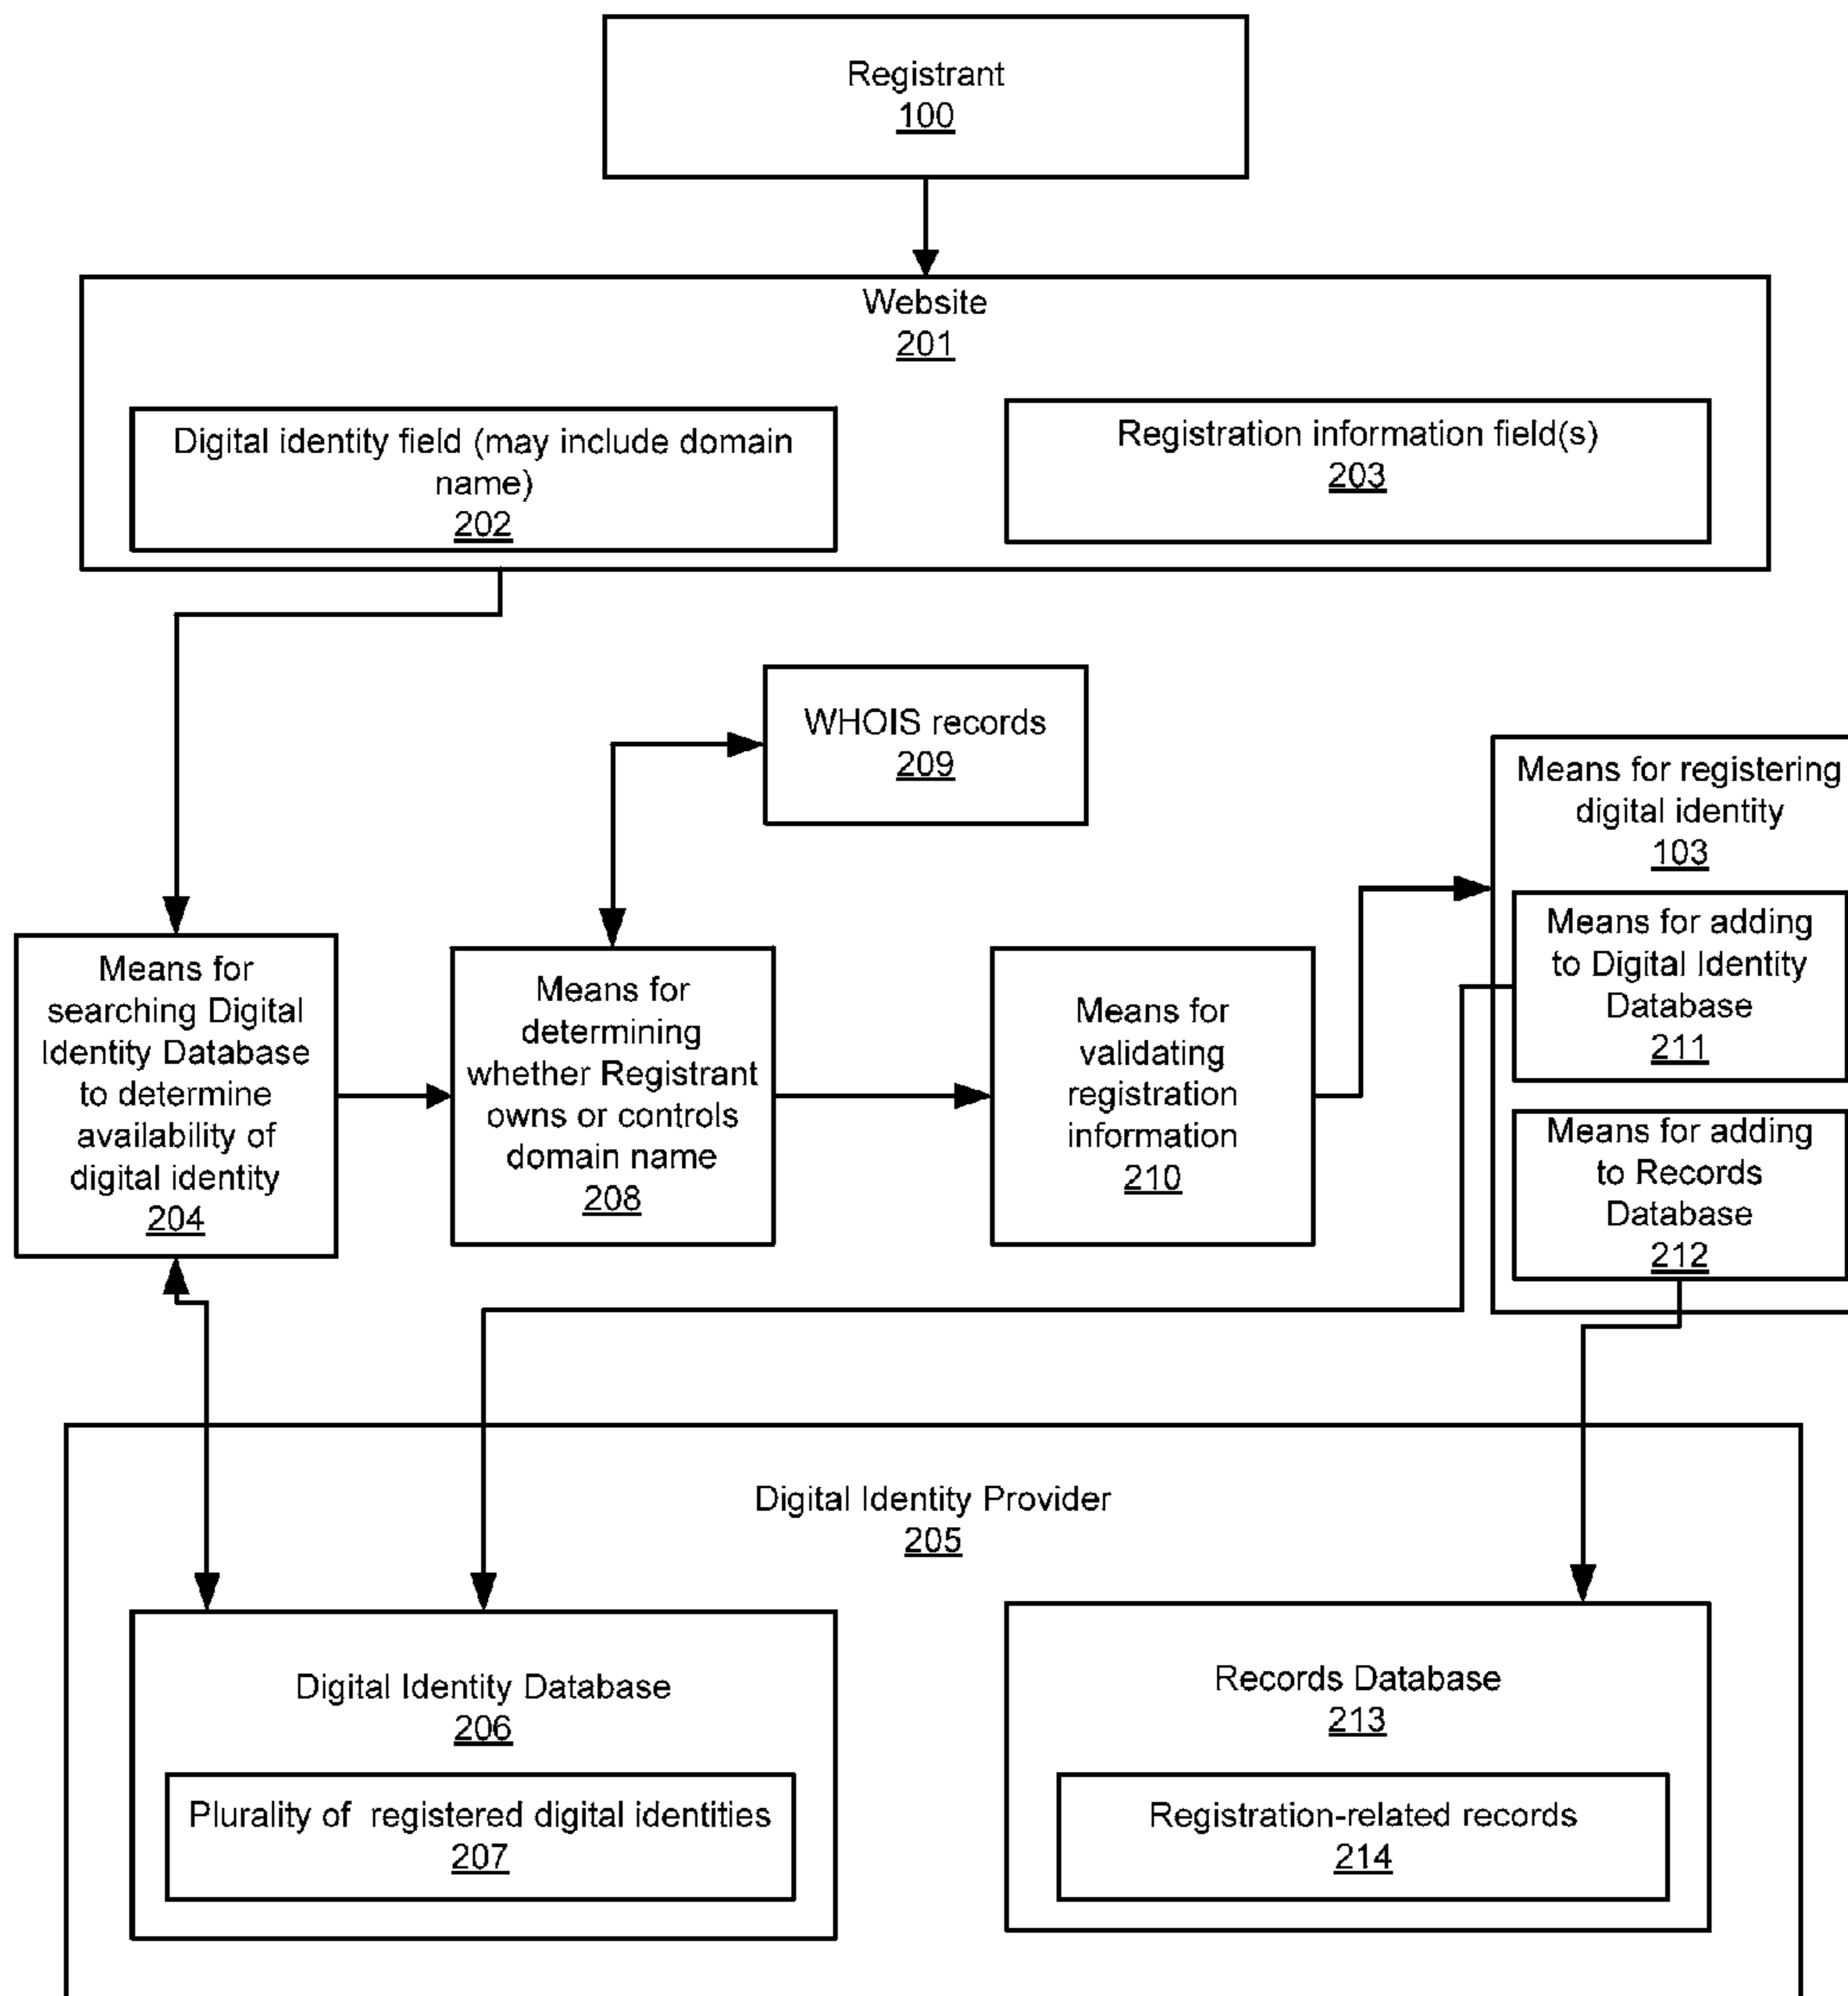 Registrant
100
Website
201
Digital identity field (may include domain
name)
202
Registration information field(s)
203
WHOIS records
209
Means for registering
digital identity
103
Means for
searching Digital
Identity Database
to determine
availability of
digital identity
204
Means for
determining
whether Registrant
owns or controls
domain name
208
Means for
validating
registration
information
210
Means for adding
to Digital Identity
Database
211
Means for adding
to Records
Database
212
Digital Identity Provider
205
Digital Identity Database
206
Plurality of registered digital identities
207
Records Database
213
Registration-related records
214